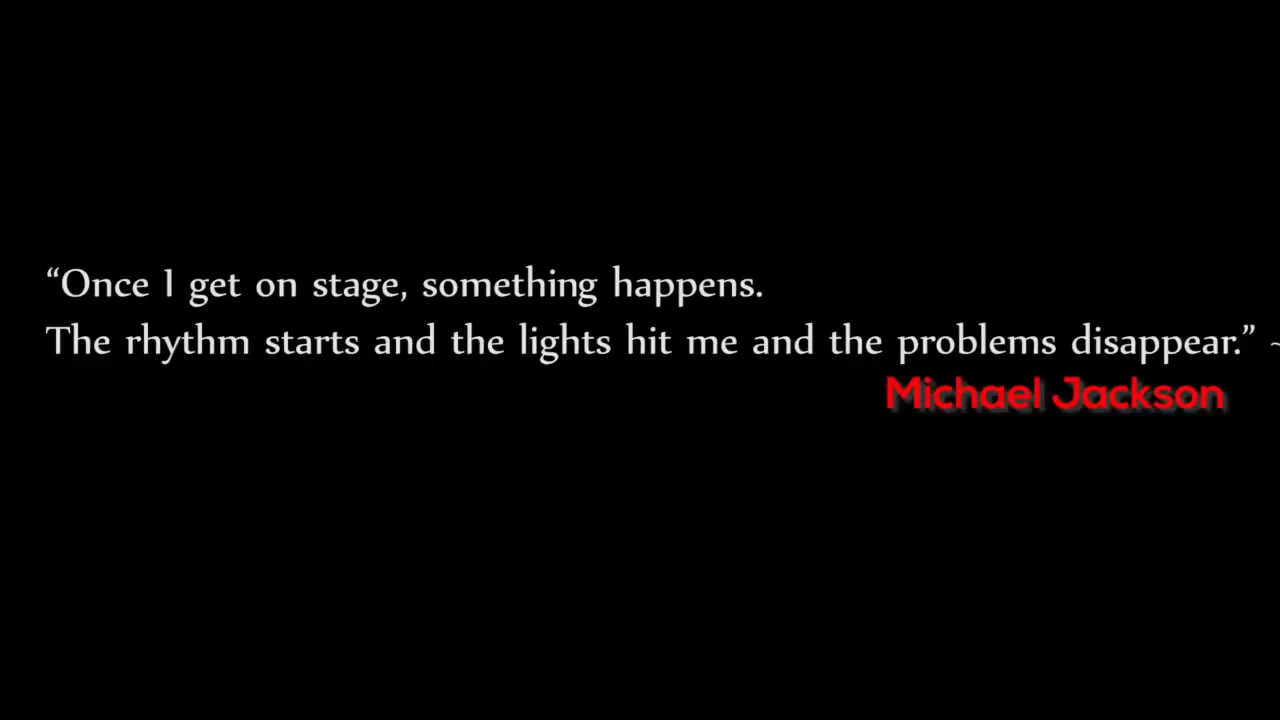 “Once I get on stage, something happens.
The rhythm starts and the lights hit me and the problems disappear.” ~
Michael Jackson